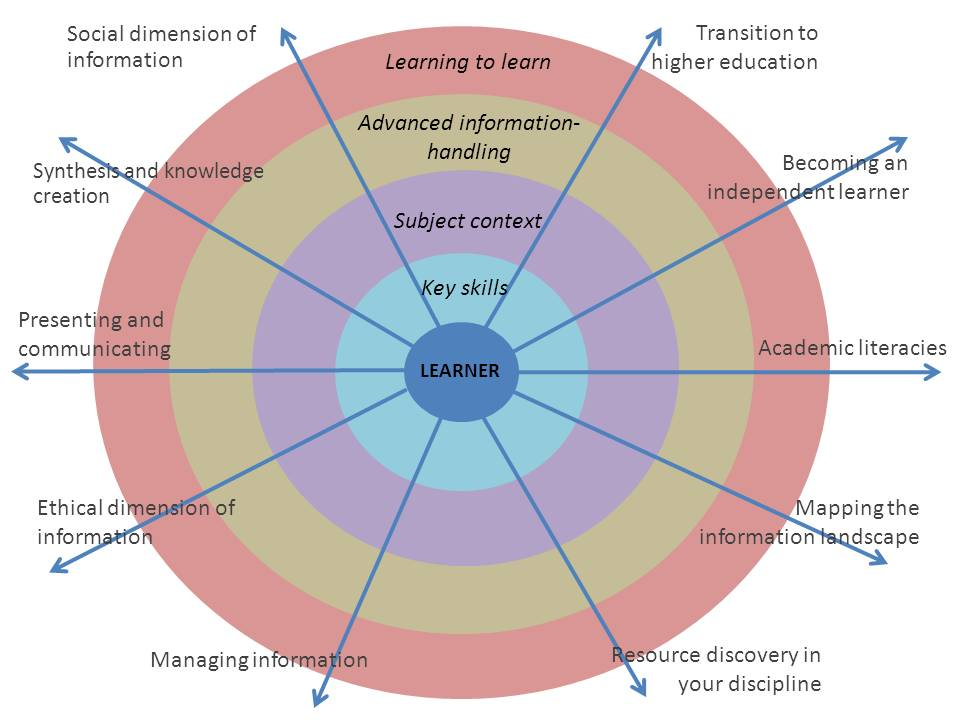 Social dimension of
information
Learning to learn
Transition to
higher education
Advanced information-
handling
Synthesis and knowledge
creation
Becoming an
independent learner
Subject context
Key skills
Presenting and
communicating
LEARNER
Academic literacies
Ethical dimension of
information
Mapping the
information landscape
Managing information
Resource discovery in
your discipline